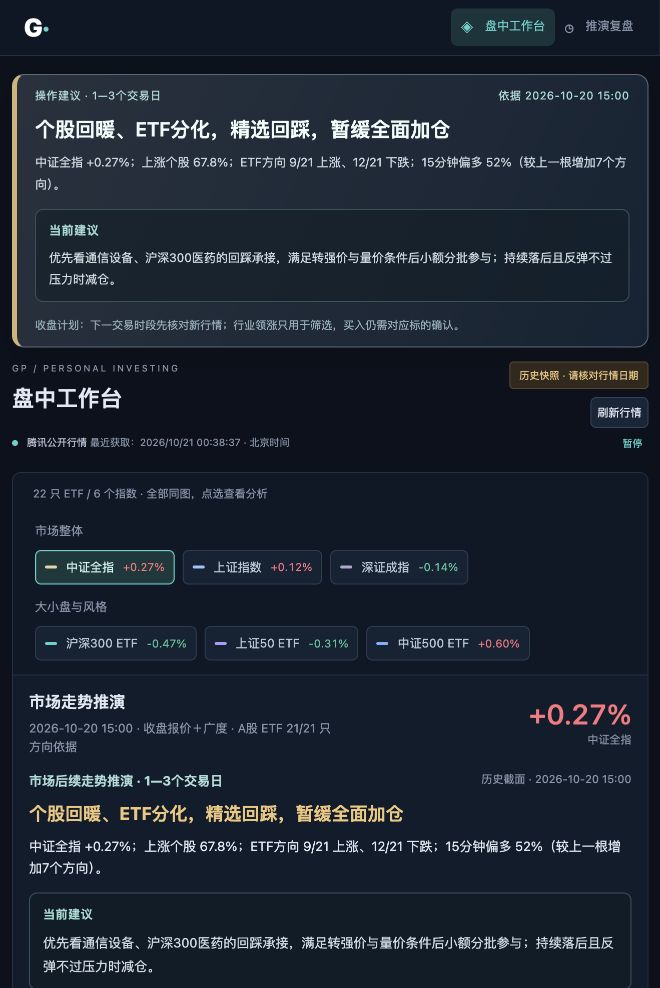 G.
盘中工作台
推演复盘
操作建议 · 1—3个交易日
依据 2026-10-20 15:00
个股回暖、ETF分化，精选回踩，暂缓全面加仓
中证全指 +0.27%；上涨个股 67.8%；ETF方向 9/21 上涨、12/21 下跌；15分钟偏多 52%（较上一根增加7个方
向）。
当前建议
优先看通信设备、沪深300医药的回踩承接，满足转强价与量价条件后小额分批参与；持续落后且反弹不过
压力时减仓。
收盘计划：下一交易时段先核对新行情；行业领涨只用于筛选，买入仍需对应标的确认。
GP / PERSONAL INVESTING
盘中工作台
历史快照 · 请核对行情日期
刷新行情
腾讯公开行情 最近获取：2026/10/21 00:38:37 · 北京时间
暂停
22 只 ETF / 6 个指数 · 全部同图，点选查看分析
市场整体
中证全指 +0.27%
上证指数 +0.12%
深证成指 -0.14%
大小盘与风格
沪深300 ETF -0.47%
上证50 ETF -0.31%
中证500 ETF +0.60%
市场走势推演
+0.27%
2026-10-20 15:00 · 收盘报价＋广度 · A股 ETF 21/21 只
方向依据
中证全指
市场后续走势推演 · 1—3个交易日
历史截面 · 2026-10-20 15:00
个股回暖、ETF分化，精选回踩，暂缓全面加仓
中证全指 +0.27%；上涨个股 67.8%；ETF方向 9/21 上涨、12/21 下跌；15分钟偏多 52%（较上一根增
加7个方向）。
当前建议
优先看通信设备、沪深300医药的回踩承接，满足转强价与量价条件后小额分批参与；持续落后且反
弹不过压力时减仓。